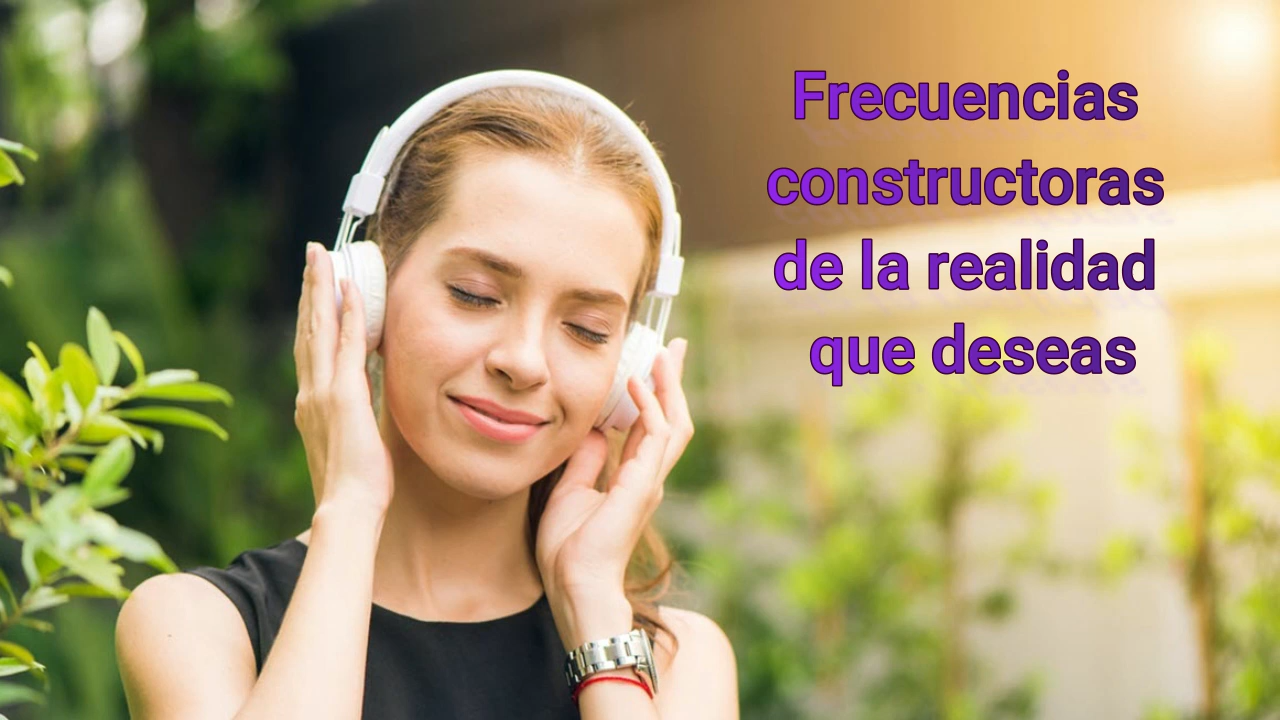 Frecuencias
constructoras
de la realidad
que deseas